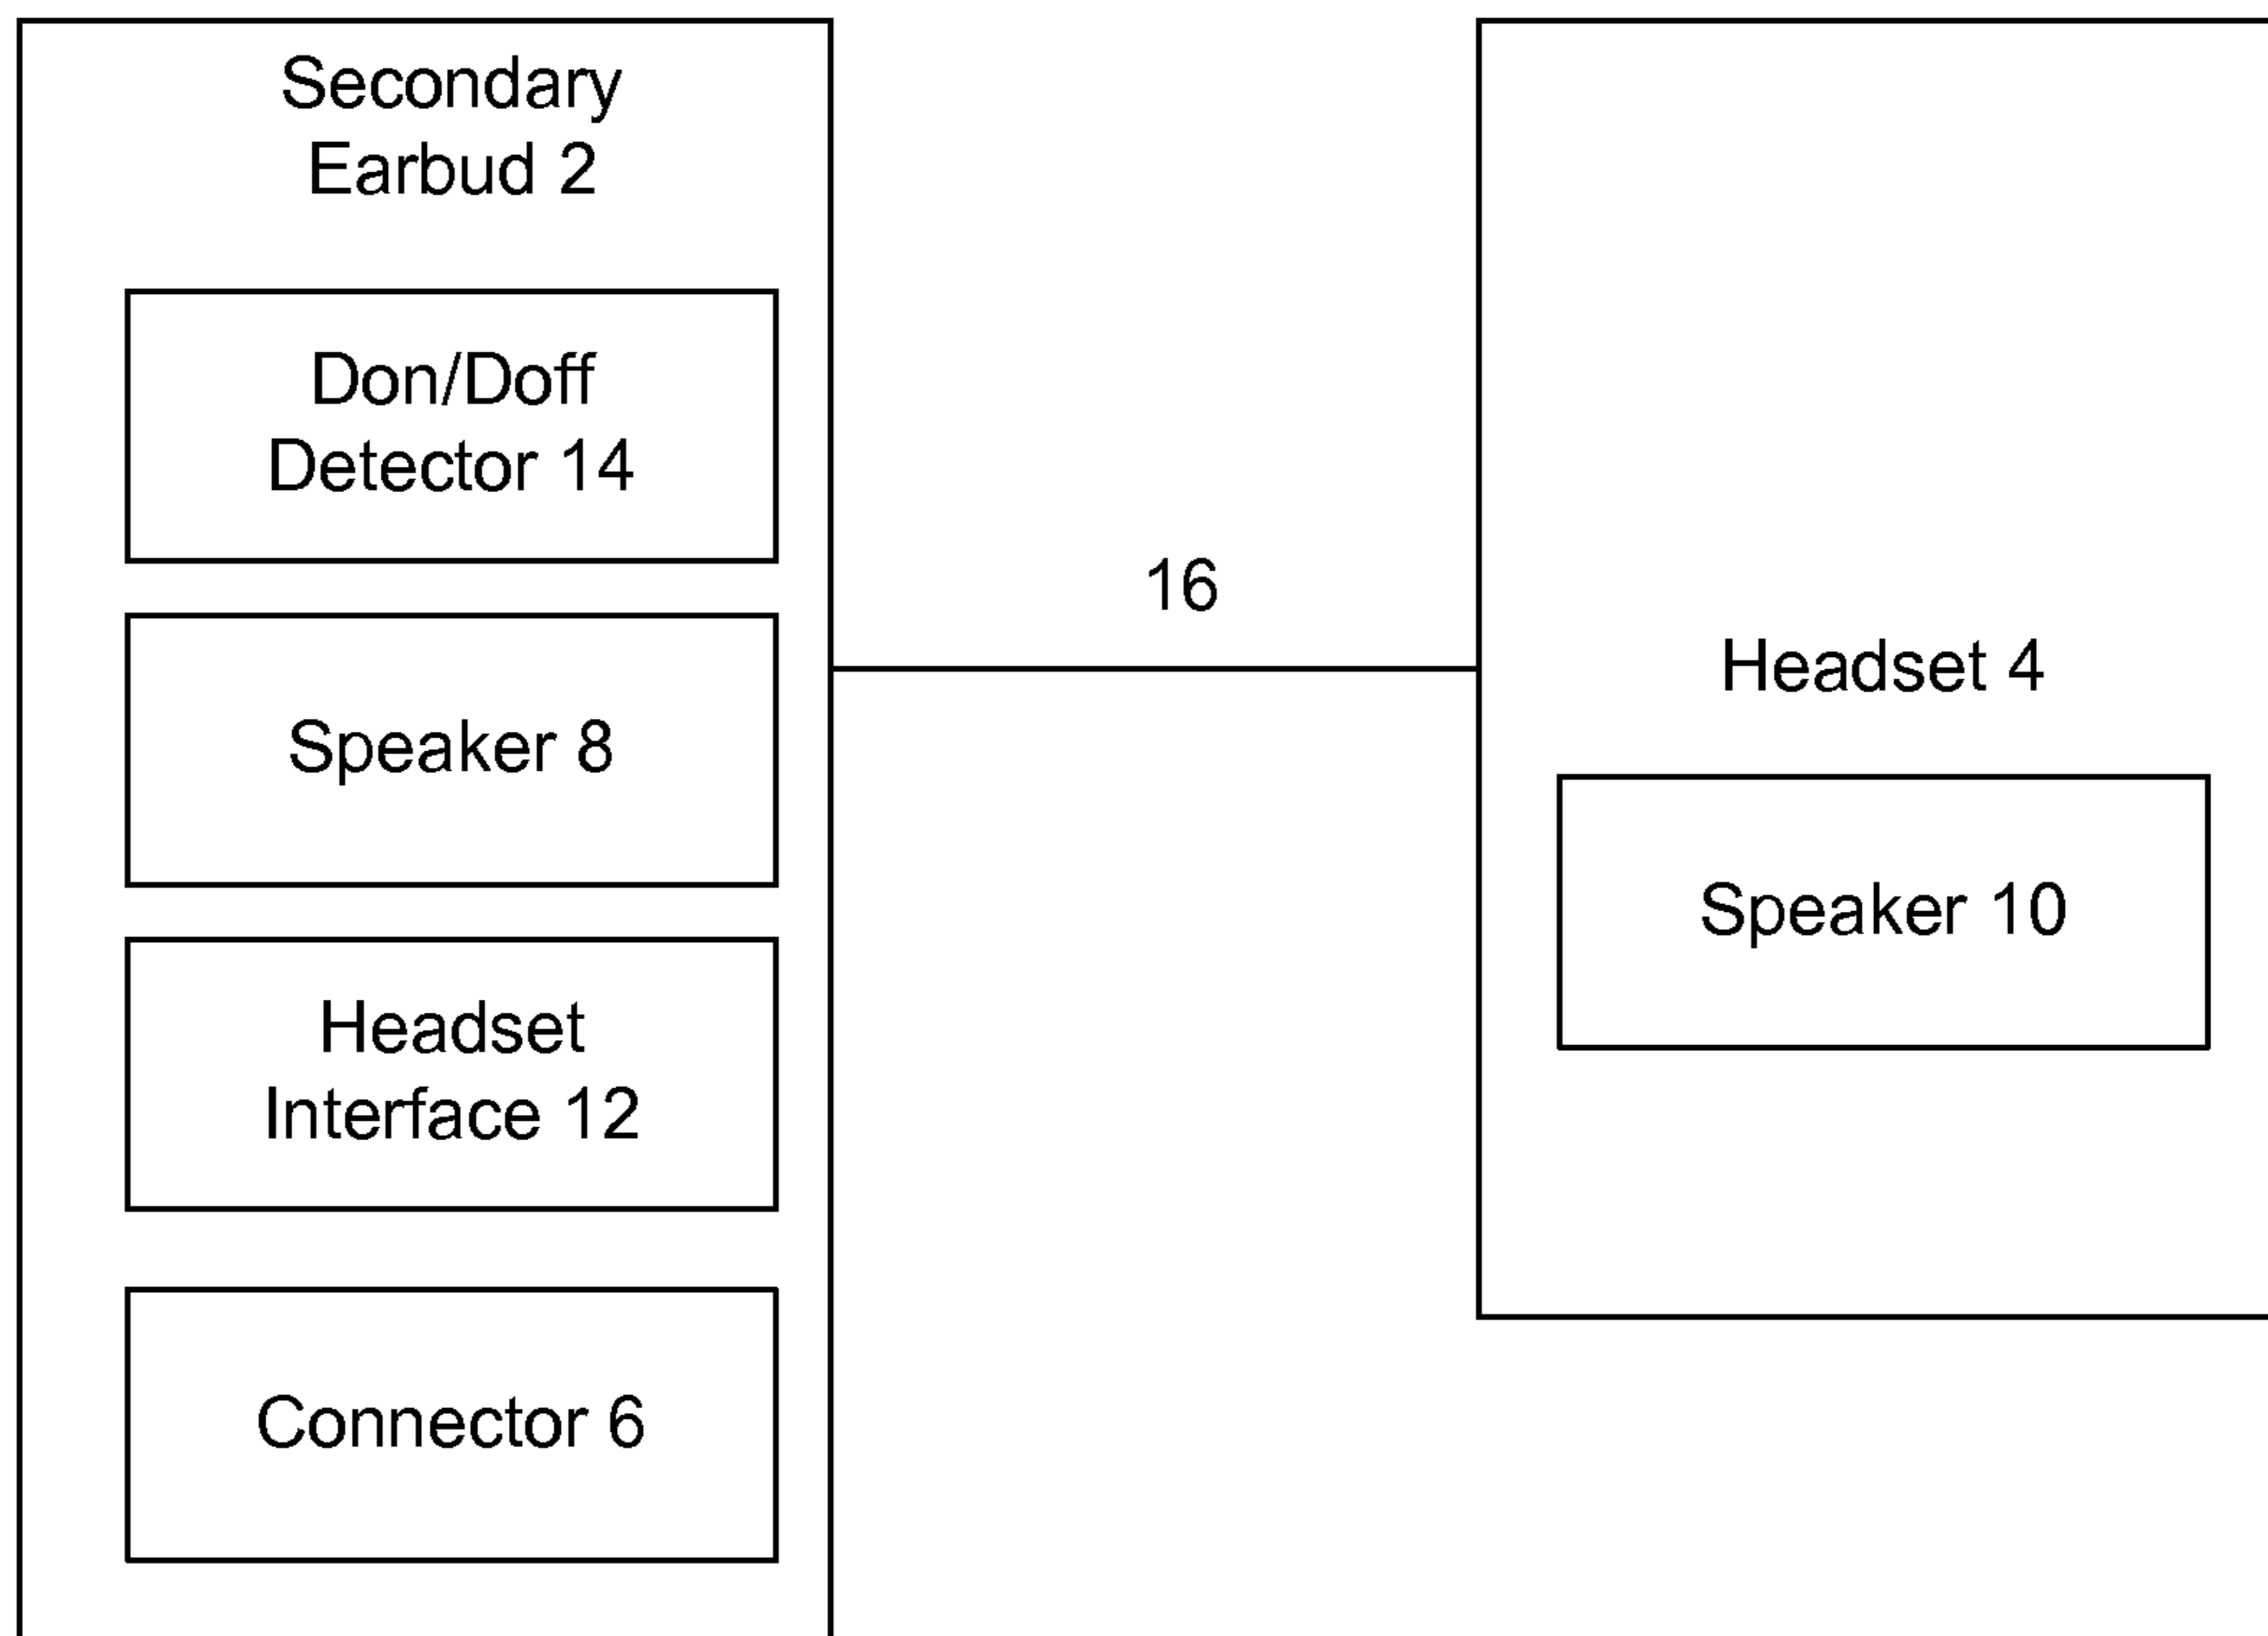 Secondary
Earbud 2
Don/Doff
Detector 14
Speaker 8
Headset
Interface 12
Connector 6
16
Headset 4
Speaker 10